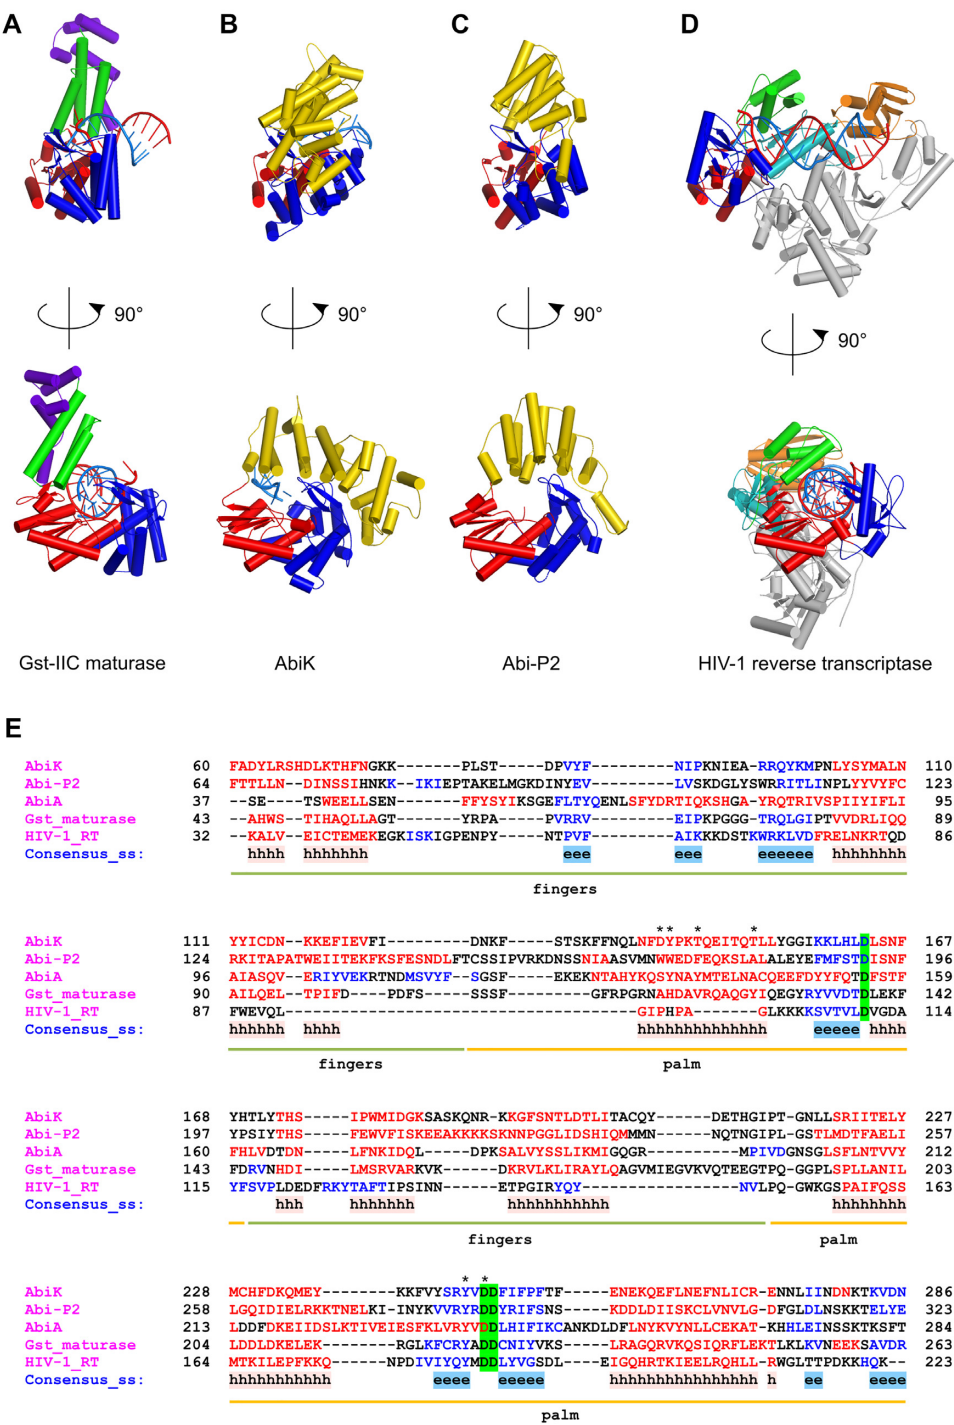 A B C D
90° 90° 90° 90°
Gst-IIC maturase AbiK Abi-P2 HIV-1 reverse transcriptase
E
AbiK 60 FADYLRSHDLKTHFNGKK-------PLST----DPVYF---------NIPKNIEA-RRQYKMPNLYSYMALN 110
Abi-P2 64 FTTLLN--DINSSIHNKK--IKIEPTAKELMGKDINYEV---------LVSKDGLYSWRRITLINPLYYVYFC 123
AbiA 37 --SE----TSWEELLSEN-------FFYSYIKSGEFLTYQENLSFYDRTIQKSHGA-YRQTRIVSPIIYIFLI 95
Gst_maturase 43 --AHWS--TIHAQLLAGT-------YRPA----PVRRV---------EIPKPGGG-TRQLGIPTVVDRLIQQ 89
HIV-1_RT 32 --KALV--EICTEMEKEGKISKIGPENPY----NTPVF---------AIKKKDSTKWRKLVDFRELNKRTQD 86
Consensus_ss: hhhh hhhhhhh eee eee eeeeee hhhhhhhh
fingers
** * *
AbiK 111 YYICDN--KKEFIEVFI---------DNKF-----STSKFFNQLNFDYPKTQEITQTLLYGGIKKLHLDLSNF 167
Abi-P2 124 RKITAPATWEEITEKFKSFESNDLFTCSSIPVRKDNSSNIAASVMNWWEDFEQKSLALALEYEFMFSTDISNF 196
AbiA 96 AIASQV--ERIYVEKRTNDMSVYF-SGSF-----EKEKNTAHYKQSYNAYMTELNACQEEFDYYFQTDFSTF 159
Gst_maturase 90 AILQEL--TPIFD----PDFS----SSSF---------GFRPGRNAHDAVRQAQGYIQEGYRYVVDTDLEKF 142
HIV-1_RT 87 FWEVQL--------------------------------GIPHPA-------GLKKKKSVTVLDVGDA 114
Consensus_ss: hhhhhh hhhh hhhhhhhhhhhhhh eeeee hhhh
fingers palm
AbiK 168 YHTLYTHS-----IPWMIDGKSASKQNR-KKGFSNTLDTLITACQY------DETHGIPT-GNLLSRIITELY 227
Abi-P2 197 YPSIYTHS-----FEWVFISKEEAKKKKSKNNPGGLIDSHIQMMMN------NQTNGIPL-GSTLMDTFAELI 257
AbiA 160 FHLVDTDN-----LFNKIDQL-----DPKSALVDYSSLIKMIGQGR--------MPIVDGNSGLSFLNTVVY 212
Gst_maturase 143 FDRVNHDI-----LMSRVARKVK---DKRVLKLIRAYLQAGVMIEGVKVQTEEGTPQ-GGPLSPLLANIL 203
HIV-1_RT 115 YFSVPLDEDFRKYTAFTIPSINN------ETPGIRYQY-----------------NVLPQ-GWKGSPAIFQSS 163
Consensus_ss: hhh hhhhhhh hhhhhhhhhhh hhhhhhhh
fingers palm
* *
AbiK 228 MCHFDKQMEY--------KKFVYSRYVDDFIFPFTF-----ENEKQEFLNEFNLICR-ENNLIINDNKTKVDN 286
Abi-P2 258 LGQIDIELRKKTNELKI-INYKVVRYRDDYRIFSNS-----EKDDLDIISKCLVNVLG-DFGLDLNSKKTELYE 323
AbiA 213 LDDFDKEIIDSLKTIVEIESFKLVRYVDDLHIFIKCANKDLDLFNLYKVYNLLCEKAT-KHHLEINSSKTKSFT 284
Gst_maturase 204 LDDLDKELEK--------RGLKFCRYADDCNIYVKS-----LRAGQRVKQSIQRFLEKTLKLKVNEEKSAVDR 263
HIV-1_RT 164 MTKILEPFKKQ------NPDIVIYQYMDDLYVGSDL----EIGQHRTKIEELRQHLL-RWGLTTPDKKHQK-- 223
Consensus_ss: hhhhhhhhhhh eeee eeeee hhhhhhhhhhhhhhhh h ee eeee
palm